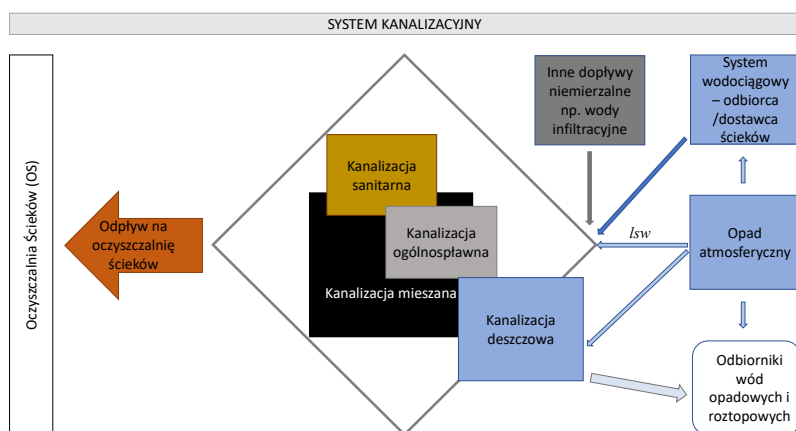 SYSTEM KANALIZACYJNY
Oczyszczalnia Ścieków (OS)
Odpływ na
oczyszczalnię
ścieków
Kanalizacja
sanitarna
Kanalizacja
ogólnospławna
Kanalizacja mieszana
Kanalizacja
deszczowa
Inne dopływy
niemierzalne
np. wody
infiltracyjne
System
wodociągowy
– odbiorca
/dostawca
ścieków
lsw
Opad
atmosferyczny
Odbiorniki
wód
opadowych i
roztopowych